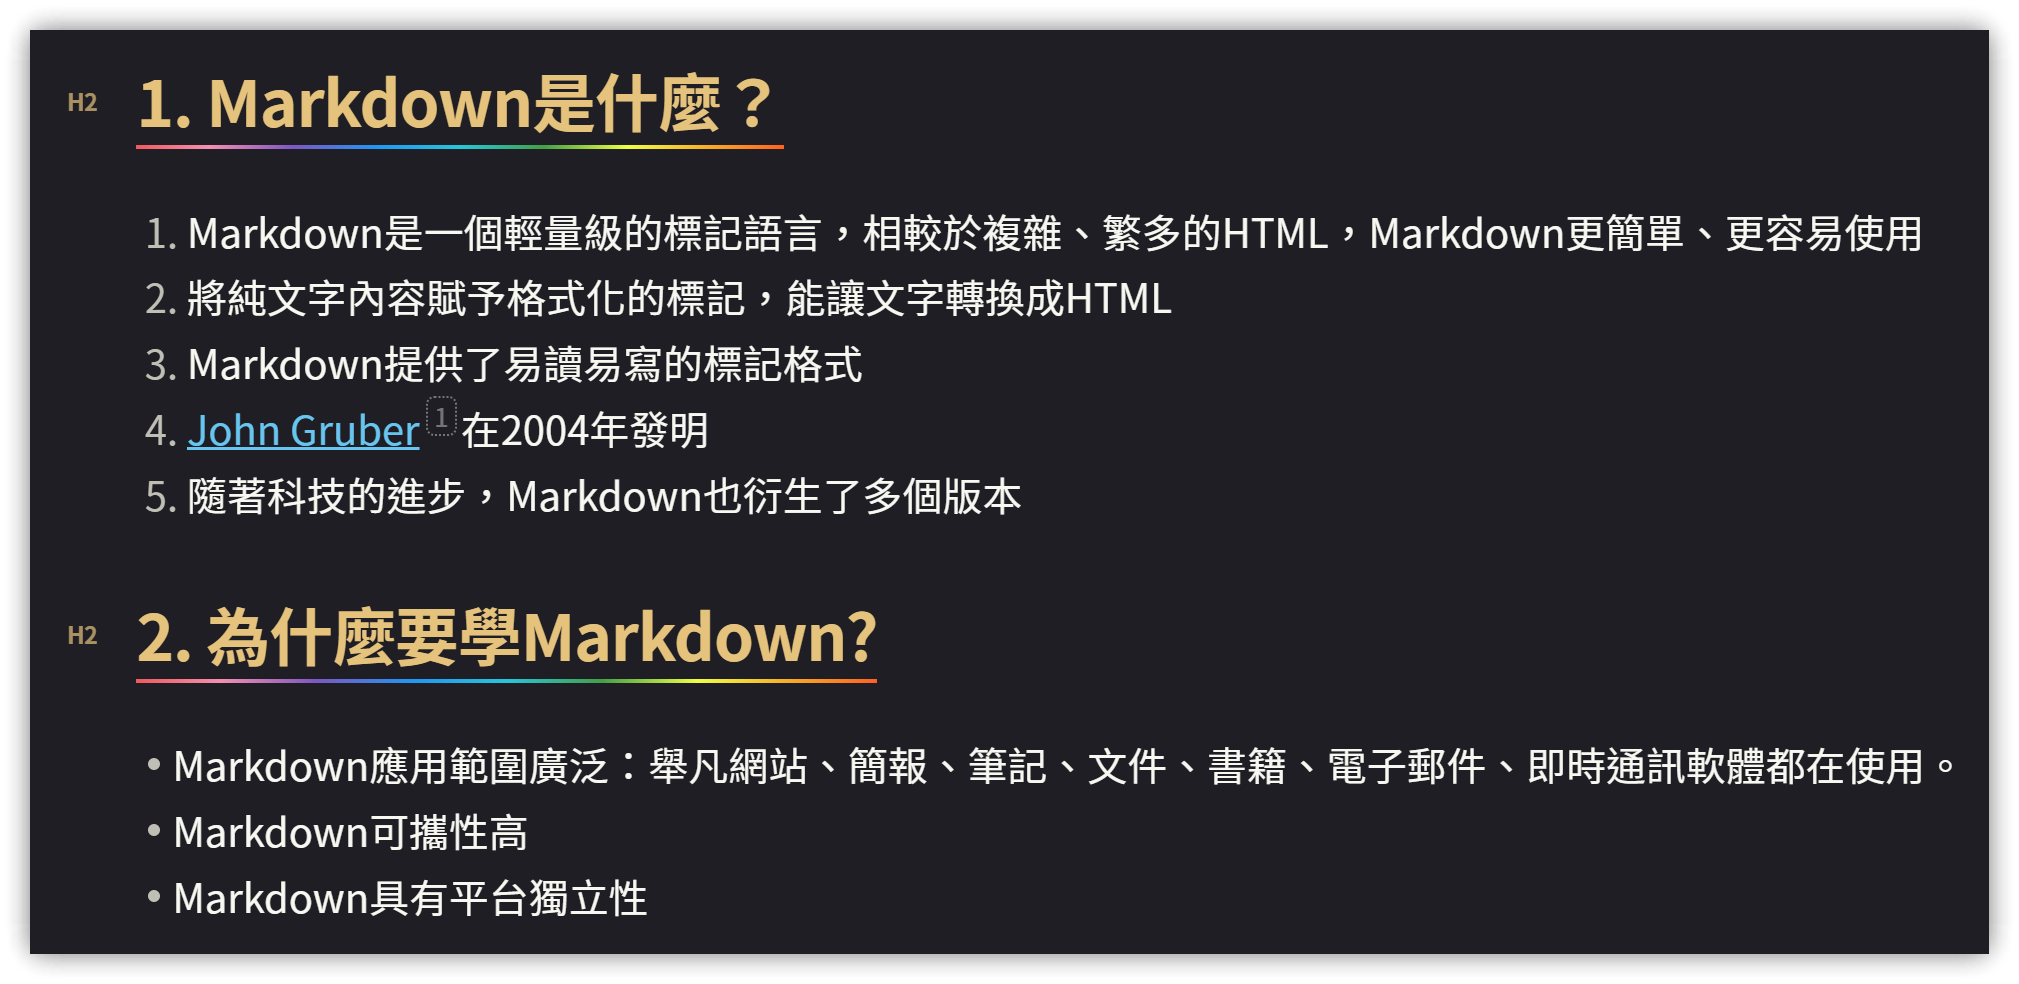 H2 1. Markdown是什麼？
1. Markdown是一個輕量級的標記語言，相較於複雜、繁多的HTML，Markdown更簡單、更容易使用
2. 將純文字內容賦予格式化的標記，能讓文字轉換成HTML
3. Markdown提供了易讀易寫的標記格式
4. John Gruber 1 在2004年發明
5. 隨著科技的進步，Markdown也衍生了多個版本
H2 2. 為什麼要學Markdown?
• Markdown應用範圍廣泛：舉凡網站、簡報、筆記、文件、書籍、電子郵件、即時通訊軟體都在使用。
• Markdown可攜性高
• Markdown具有平台獨立性